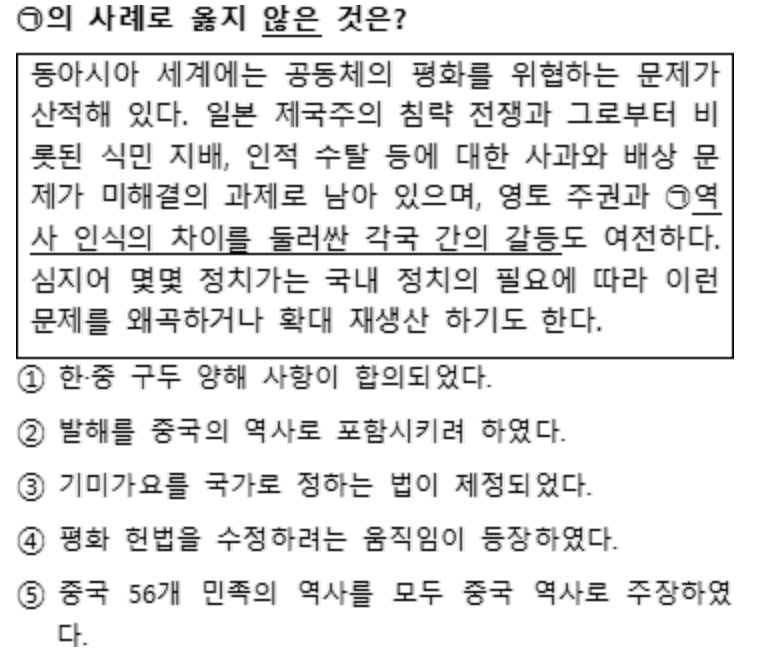 ㉠의 사례로 옳지 않은 것은?
동아시아 세계에는 공동체의 평화를 위협하는 문제가
산적해 있다. 일본 제국주의 침략 전쟁과 그로부터 비
롯된 식민 지배, 인적 수탈 등에 대한 사과와 배상 문
제가 미해결의 과제로 남아 있으며, 영토 주권과 ㉠역
사 인식의 차이를 둘러싼 각국 간의 갈등도 여전하다.
심지어 몇몇 정치가는 국내 정치의 필요에 따라 이런
문제를 왜곡하거나 확대 재생산 하기도 한다.
① 한·중 구두 양해 사항이 합의되었다.
② 발해를 중국의 역사로 포함시키려 하였다.
③ 기미가요를 국가로 정하는 법이 제정되었다.
④ 평화 헌법을 수정하려는 움직임이 등장하였다.
⑤ 중국 56개 민족의 역사를 모두 중국 역사로 주장하였
다.